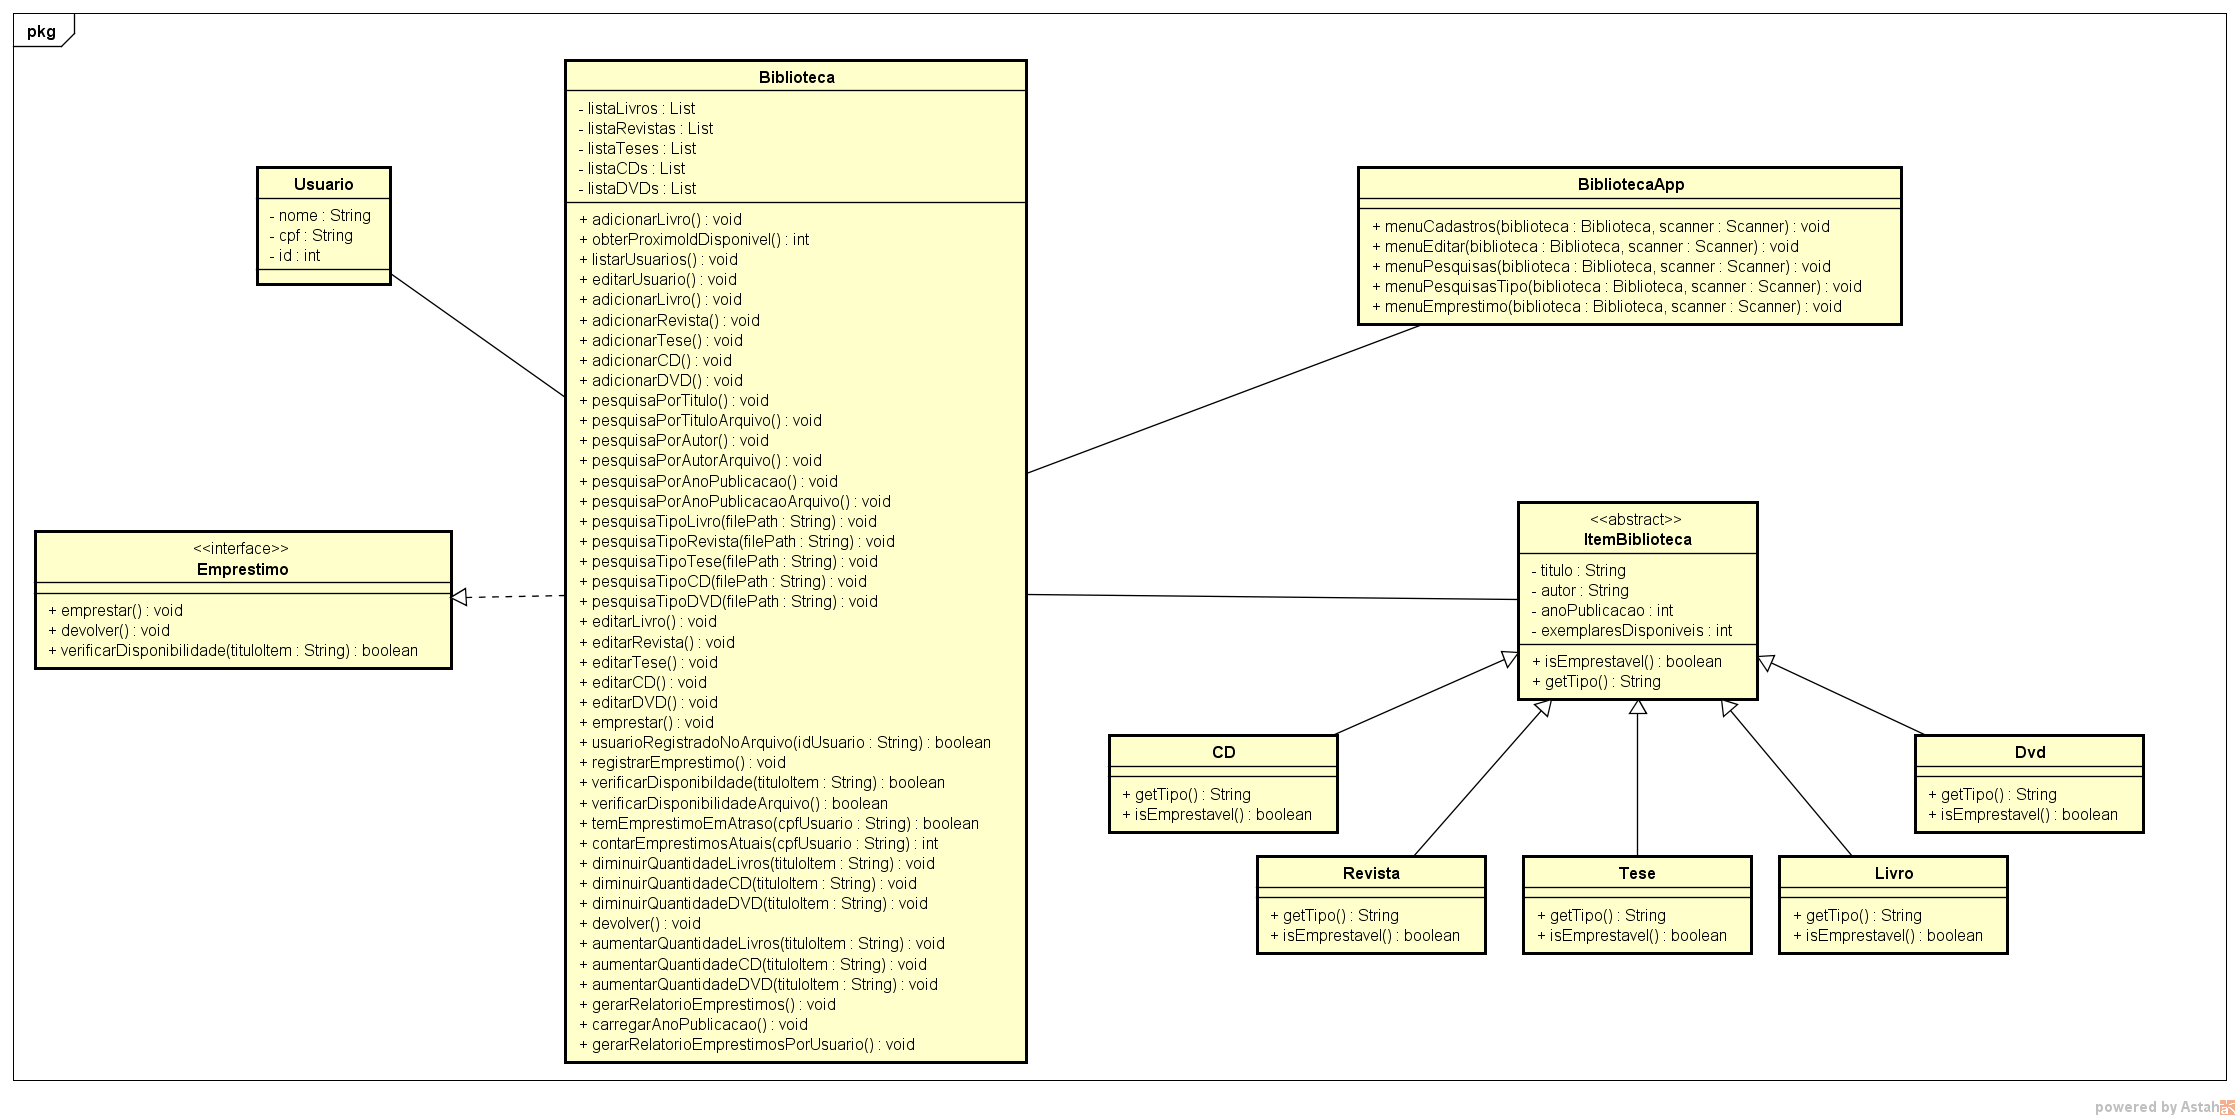 pkg
Biblioteca
- listaLivros : List
- listaRevistas : List
- listaTeses : List
- listaCDs : List
- listaDVDs : List
+ adicionarLivro() : void
+ obterProximoIdDisponivel() : int
+ listarUsuarios() : void
+ editarUsuario() : void
+ adicionarLivro() : void
+ adicionarRevista() : void
+ adicionarTese() : void
+ adicionarCD() : void
+ adicionarDVD() : void
+ pesquisaPorTitulo() : void
+ pesquisaPorTituloArquivo() : void
+ pesquisaPorAutor() : void
+ pesquisaPorAutorArquivo() : void
+ pesquisaPorAnoPublicacao() : void
+ pesquisaPorAnoPublicacaoArquivo() : void
+ pesquisaTipoLivro(filePath : String) : void
+ pesquisaTipoRevista(filePath : String) : void
+ pesquisaTipoTese(filePath : String) : void
+ pesquisaTipoCD(filePath : String) : void
+ pesquisaTipoDVD(filePath : String) : void
+ editarLivro() : void
+ editarRevista() : void
+ editarTese() : void
+ editarCD() : void
+ editarDVD() : void
+ emprestar() : void
+ usuarioRegistradoNoArquivo(idUsuario : String) : boolean
+ registrarEmprestimo() : void
+ verificarDisponibildade(tituloItem : String) : boolean
+ verificarDisponibilidadeArquivo() : boolean
+ temEmprestimoEmAtraso(cpfUsuario : String) : boolean
+ contarEmprestimosAtuais(cpfUsuario : String) : int
+ diminuirQuantidadeLivros(tituloItem : String) : void
+ diminuirQuantidadeCD(tituloItem : String) : void
+ diminuirQuantidadeDVD(tituloItem : String) : void
+ devolver() : void
+ aumentarQuantidadeLivros(tituloItem : String) : void
+ aumentarQuantidadeCD(tituloItem : String) : void
+ aumentarQuantidadeDVD(tituloItem : String) : void
+ gerarRelatorioEmprestimos() : void
+ carregarAnoPublicacao() : void
+ gerarRelatorioEmprestimosPorUsuario() : void
Usuario
- nome : String
- cpf : String
- id : int
BibliotecaApp
+ menuCadastros(biblioteca : Biblioteca, scanner : Scanner) : void
+ menuEditar(biblioteca : Biblioteca, scanner : Scanner) : void
+ menuPesquisas(biblioteca : Biblioteca, scanner : Scanner) : void
+ menuPesquisasTipo(biblioteca : Biblioteca, scanner : Scanner) : void
+ menuEmprestimo(biblioteca : Biblioteca, scanner : Scanner) : void
<<interface>>
Emprestimo
+ emprestar() : void
+ devolver() : void
+ verificarDisponibilidade(tituloItem : String) : boolean
<<abstract>>
ItemBiblioteca
- titulo : String
- autor : String
- anoPublicacao : int
- exemplaresDisponiveis : int
+ isEmprestavel() : boolean
+ getTipo() : String
CD
+ getTipo() : String
+ isEmprestavel() : boolean
Dvd
+ getTipo() : String
+ isEmprestavel() : boolean
Revista
+ getTipo() : String
+ isEmprestavel() : boolean
Tese
+ getTipo() : String
+ isEmprestavel() : boolean
Livro
+ getTipo() : String
+ isEmprestavel() : boolean
powered by Astah